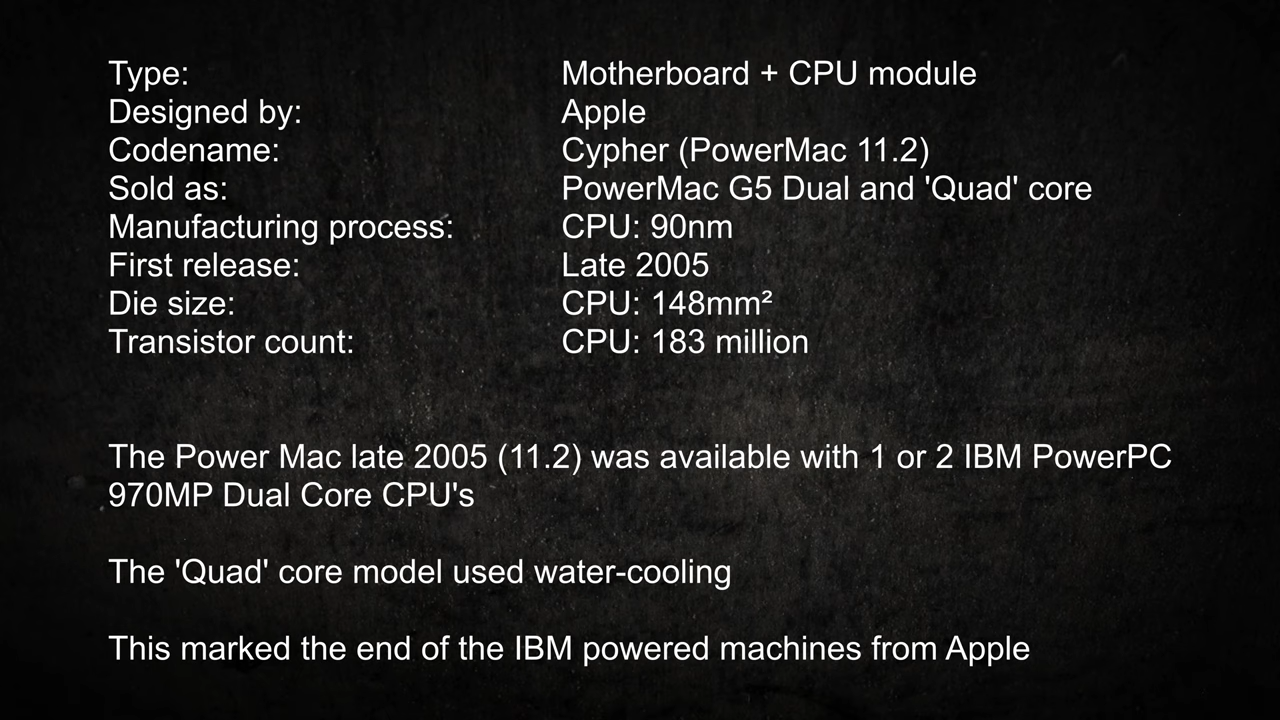 Type: Motherboard + CPU module
Designed by: Apple
Codename: Cypher (PowerMac 11.2)
Sold as: PowerMac G5 Dual and 'Quad' core
Manufacturing process: CPU: 90nm
First release: Late 2005
Die size: CPU: 148mm²
Transistor count: CPU: 183 million
The Power Mac late 2005 (11.2) was available with 1 or 2 IBM PowerPC
970MP Dual Core CPU's
The 'Quad' core model used water-cooling
This marked the end of the IBM powered machines from Apple